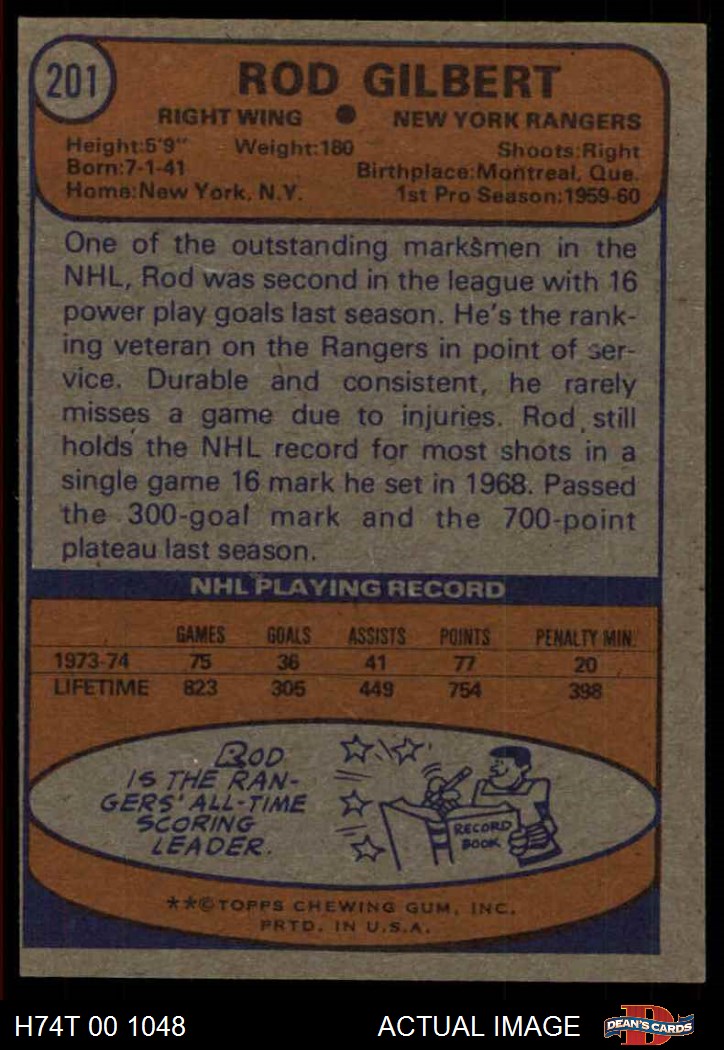 201
ROD GILBERT
RIGHT WING ● NEW YORK RANGERS
Height:5'9" Weight:180 Shoots:Right
Born:7-1-41 Birthplace:Montreal, Que.
Home:New York, N.Y. 1st Pro Season:1959-60
One of the outstanding marksmen in the
NHL, Rod was second in the league with 16
power play goals last season. He's the rank-
ing veteran on the Rangers in point of ser-
vice. Durable and consistent, he rarely
misses a game due to injuries. Rod still
holds the NHL record for most shots in a
single game 16 mark he set in 1968. Passed
the 300-goal mark and the 700-point
plateau last season.
NHL PLAYING RECORD
GAMES GOALS ASSISTS POINTS PENALTY MIN.
1973-74 75 36 41 77 20
LIFETIME 823 305 449 754 398
ROD
IS THE RAN-
GERS' ALL-TIME
SCORING
LEADER.
RECORD
BOOK
**©TOPPS CHEWING GUM, INC.
PRTD. IN U.S.A.
H74T 00 1048 ACTUAL IMAGE DEAN'S CARDS